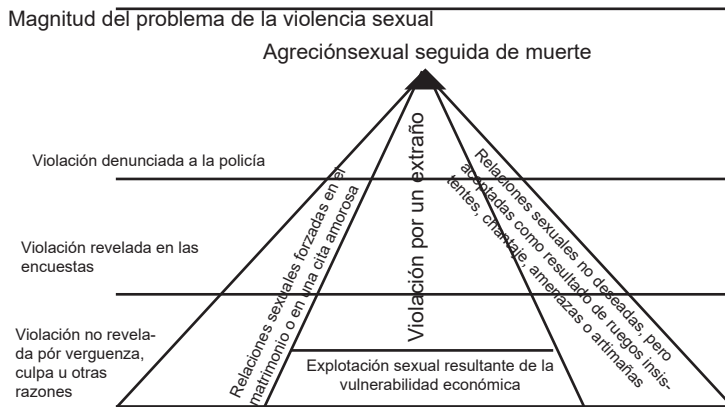 Magnitud del problema de la violencia sexual
Agreciónsexual seguida de muerte
Violación denunciada a la policía
Violación revelada en las
encuestas
Violación no revela-
da pór verguenza,
culpa u otras
razones
Relaciones sexuales forzadas en el
matrimonio o en una cita amorosa
Violación por un extraño
Relaciones sexuales no deseadas, pero
aceptadas como resultado de ruegos insis-
tentes, chantaje, amenazas o artimañas
Explotación sexual resultante de la
vulnerabilidad económica